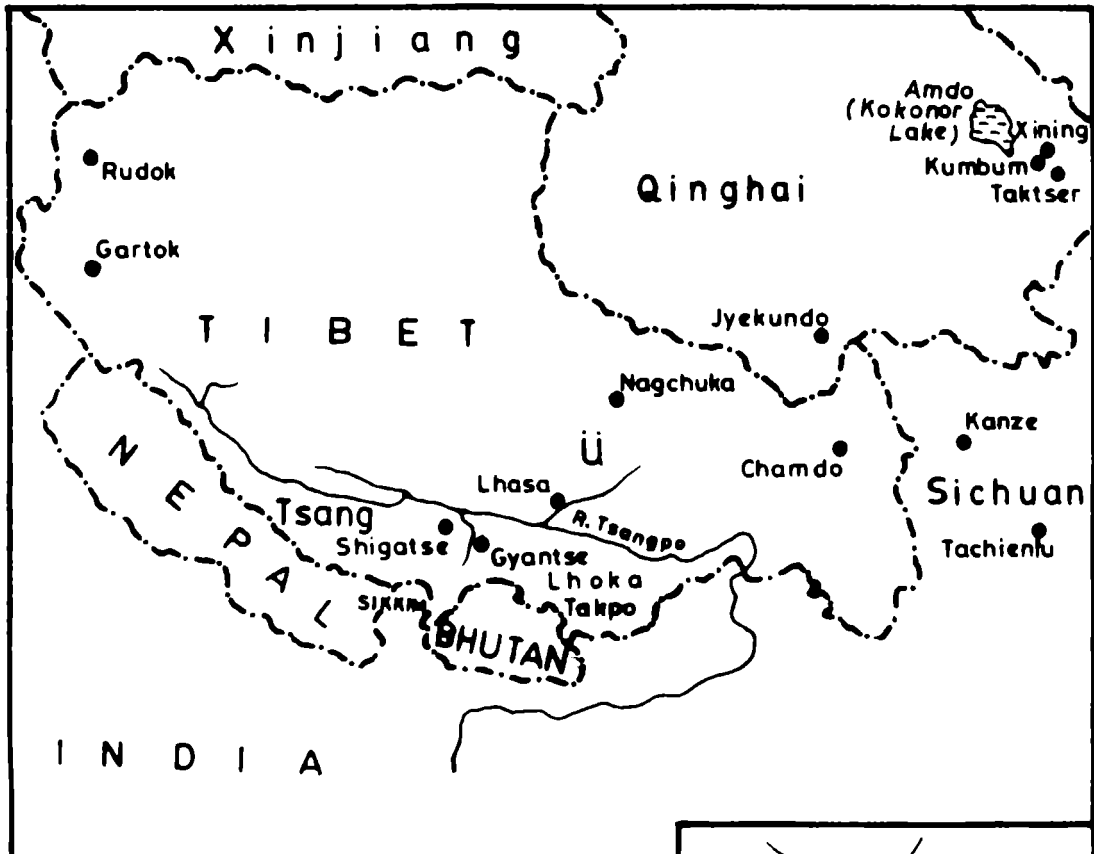 Xinjiang
Amdo
(Kokonor
Lake)
Xining
Kumbum
Taktser
Rudok
Qinghai
Gartok
TIBET
Jyekundo
Nagchuka
Kanze
NEPAL
Ü
Chamdo
Lhasa
Sichuan
Tsang
R. Tsangpo
Shigatse
Gyantse
Tachienlu
Lhoka
Takpo
SIKKIM
BHUTAN
INDIA